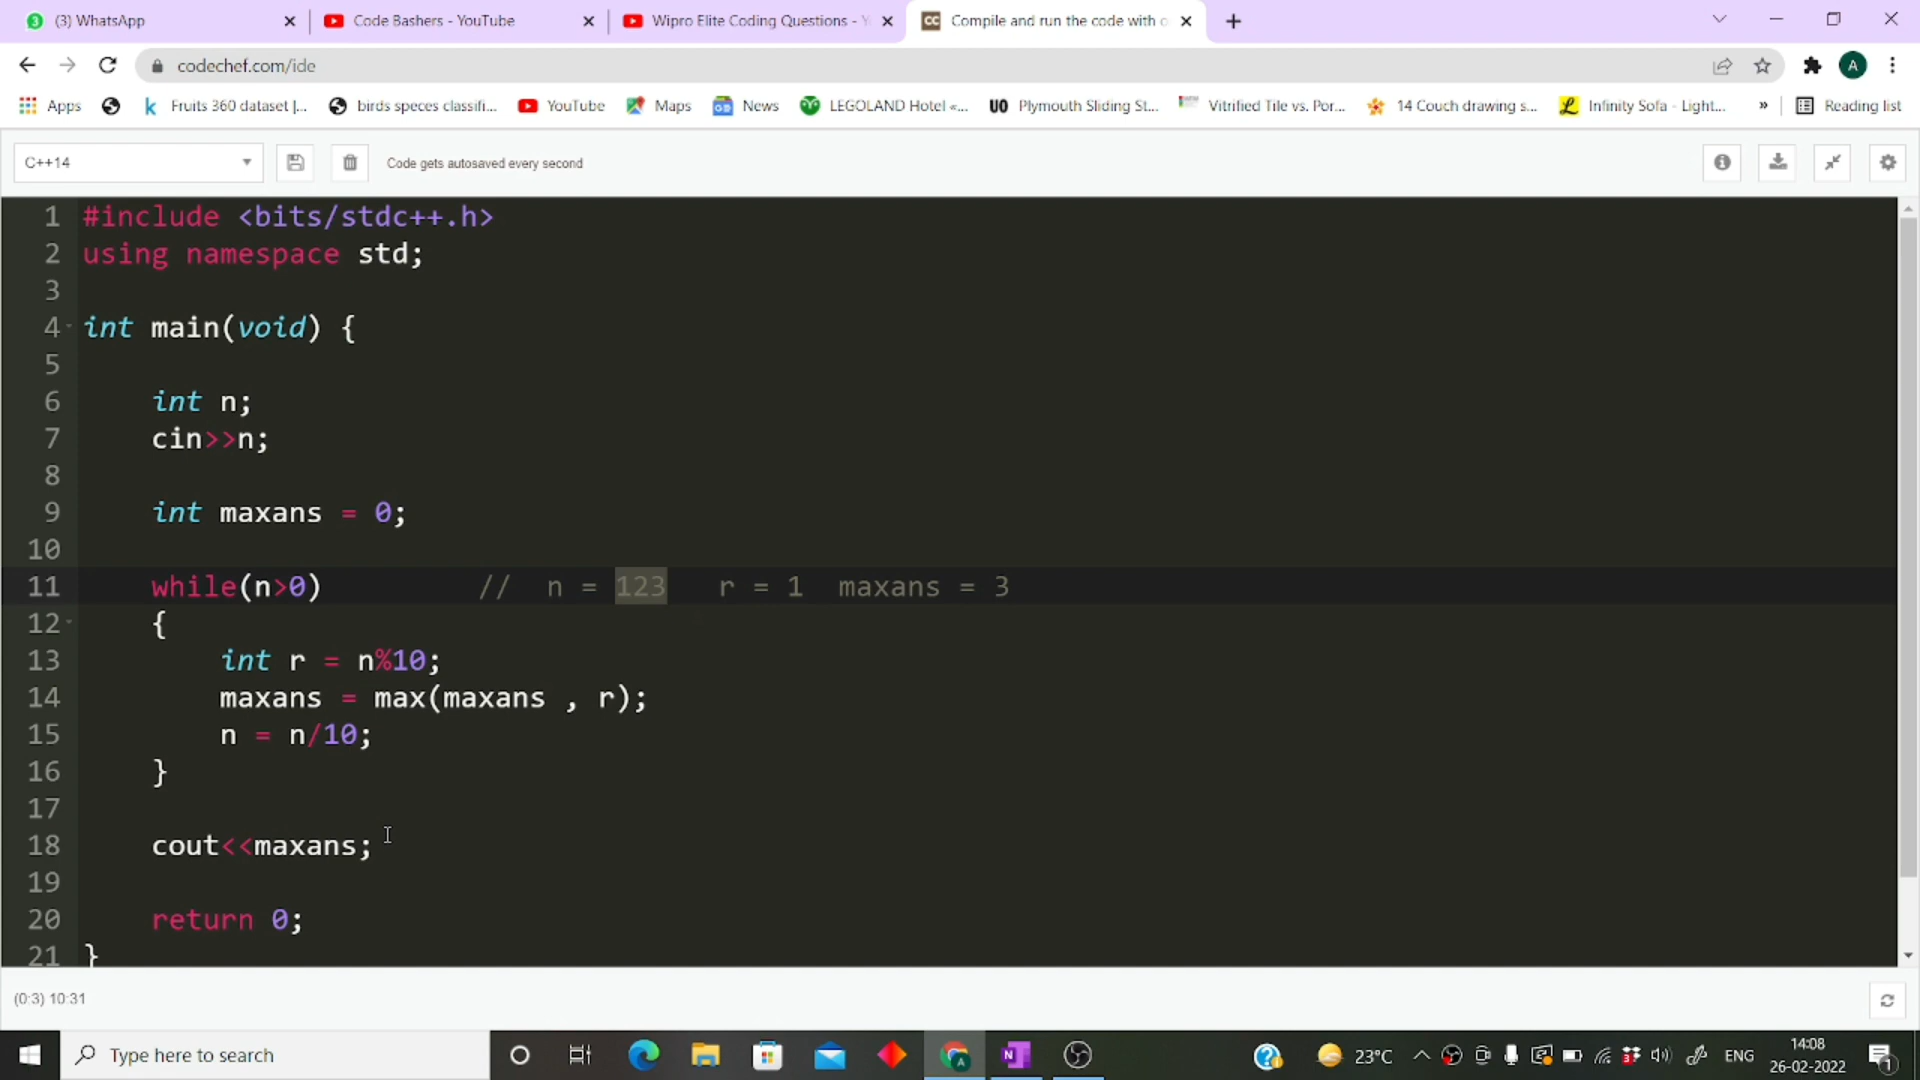 (3) WhatsApp
Code Bashers - YouTube
Wipro Elite Coding Questions - Y
Compile and run the code with o
codechef.com/ide
A
Apps
Fruits 360 dataset |...
birds speces classifi...
YouTube
Maps
News
LEGOLAND Hotel «...
UO Plymouth Sliding St...
Vitrified Tile vs. Por...
14 Couch drawing s...
Infinity Sofa - Light...
»
Reading list
C++14
Code gets autosaved every second
1 #include <bits/stdc++.h>
2 using namespace std;
3
4 int main(void) {
5
6 int n;
7 cin>>n;
8
9 int maxans = 0;
10
11 while(n>0) // n = 123 r = 1 maxans = 3
12 {
13 int r = n%10;
14 maxans = max(maxans , r);
15 n = n/10;
16 }
17
18 cout<<maxans;
19
20 return 0;
21 }
(0:3) 10:31
Type here to search
23°C
ENG
14:08
26-02-2022
1